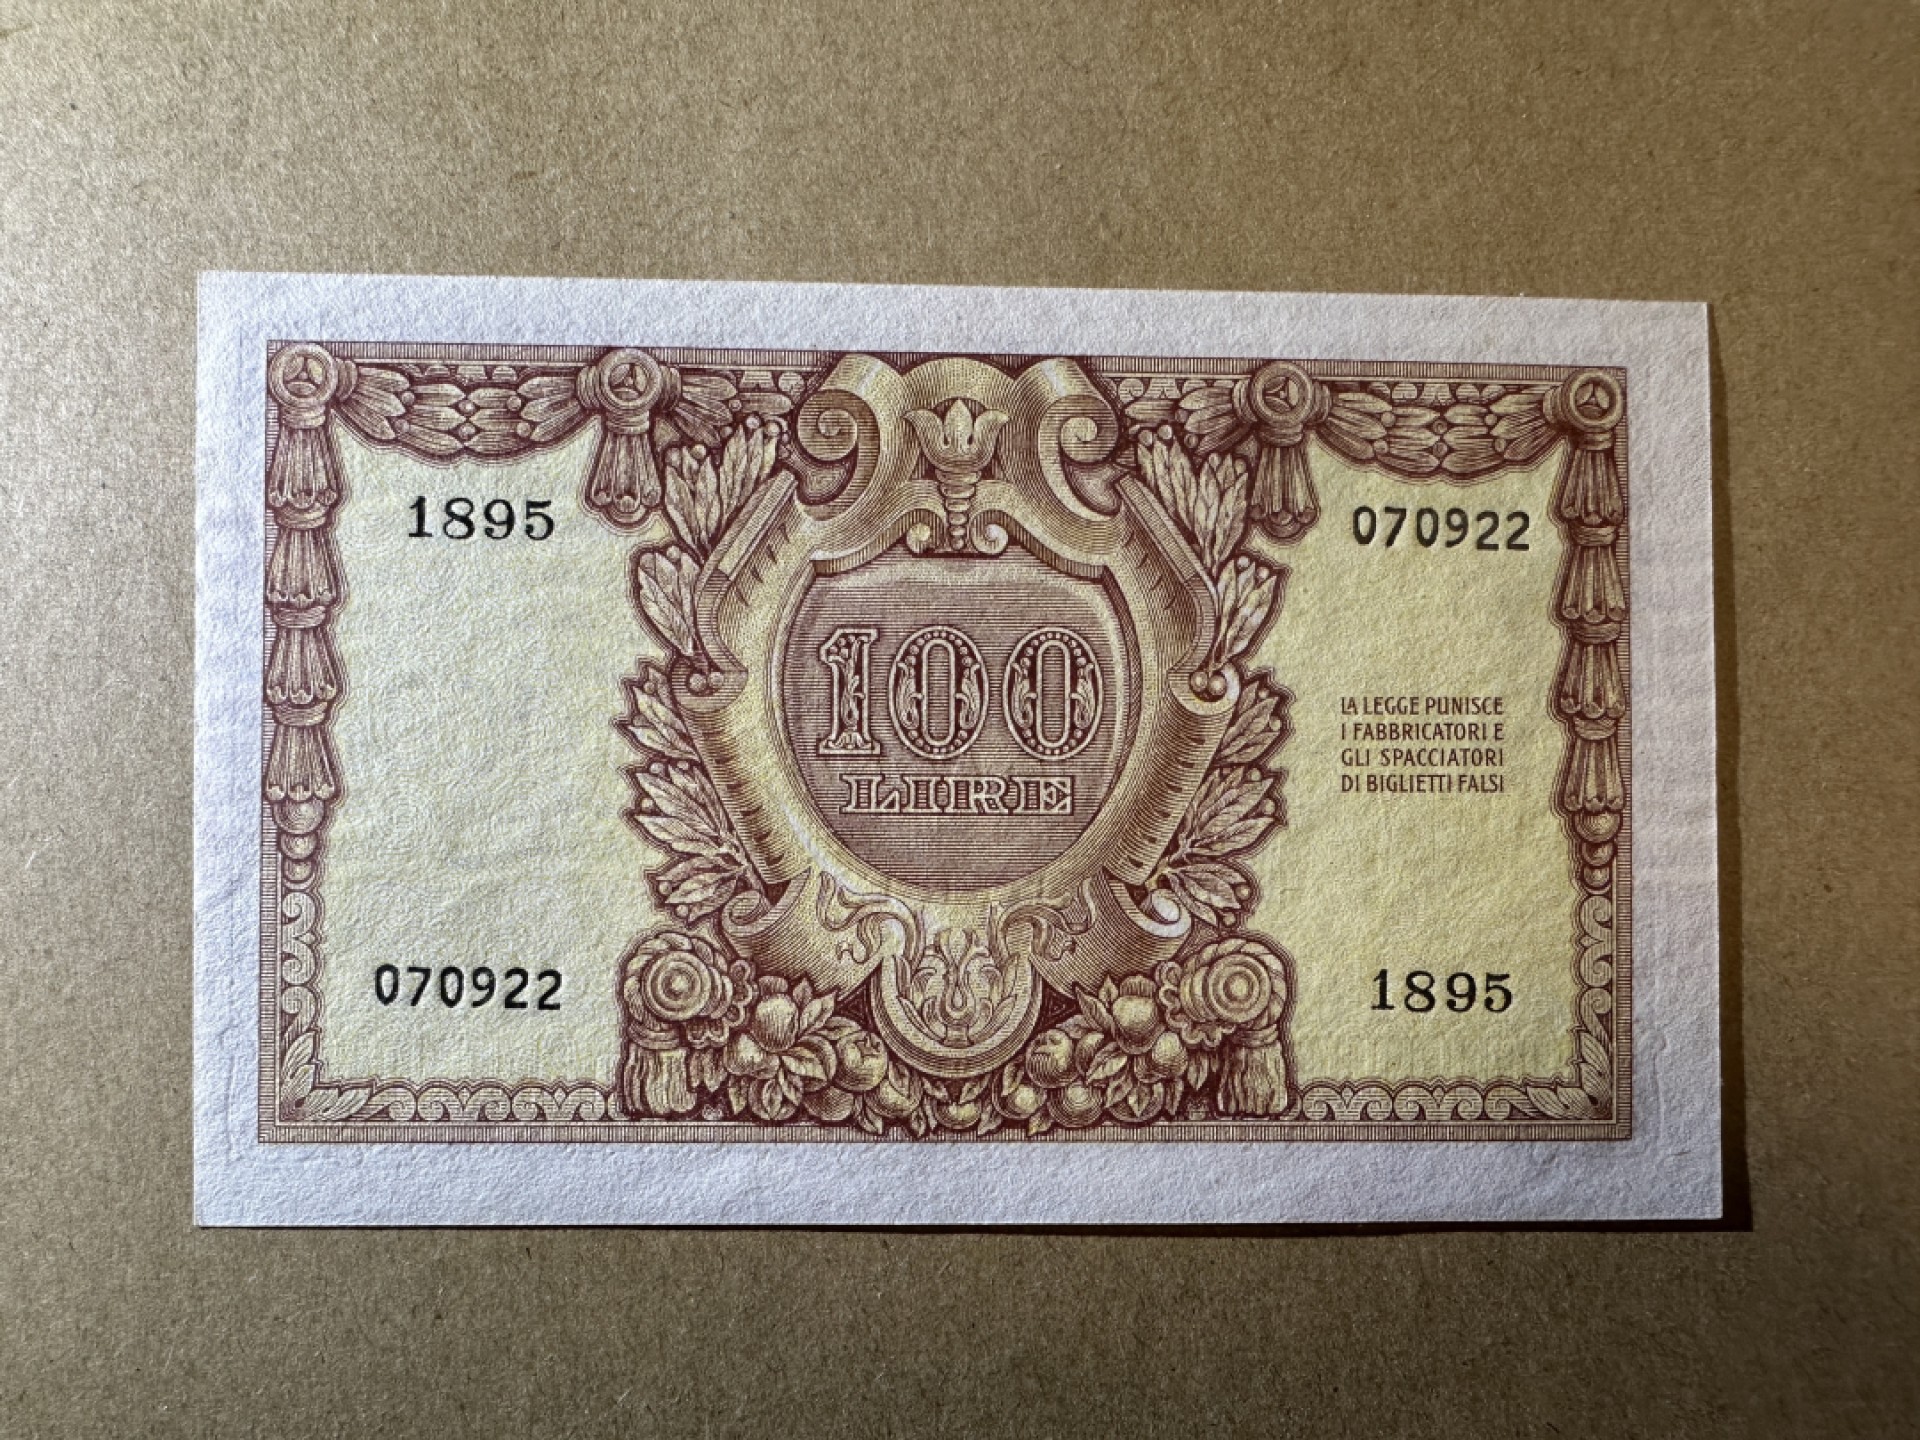 1895
070922
100
LIRE
LA LEGGE PUNISCE
I FABBRICATORI E
GLI SPACCIATORI
DI BIGLIETTI FALSI
070922
1895